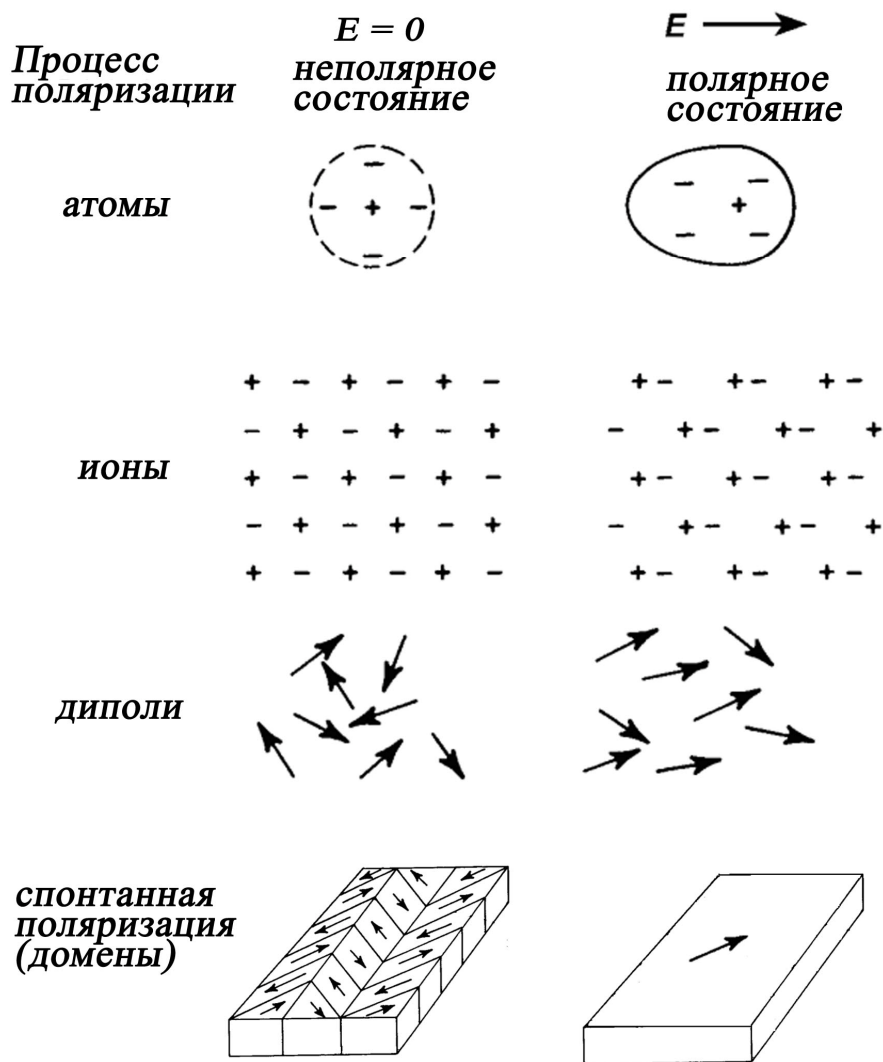 Процесс
поляризации
E = 0
неполярное
состояние
E
полярное
состояние
атомы
- 
- + -
-
- -
+
- -
+ - + - + -
- + - + - +
+ - + - + -
- + - + - +
+ - + - + -
+ - + - + -
- + - + - +
+ - + - + -
- + - + - +
+ - + - + -
ионы
диполи
спонтанная
поляризация
(домены)